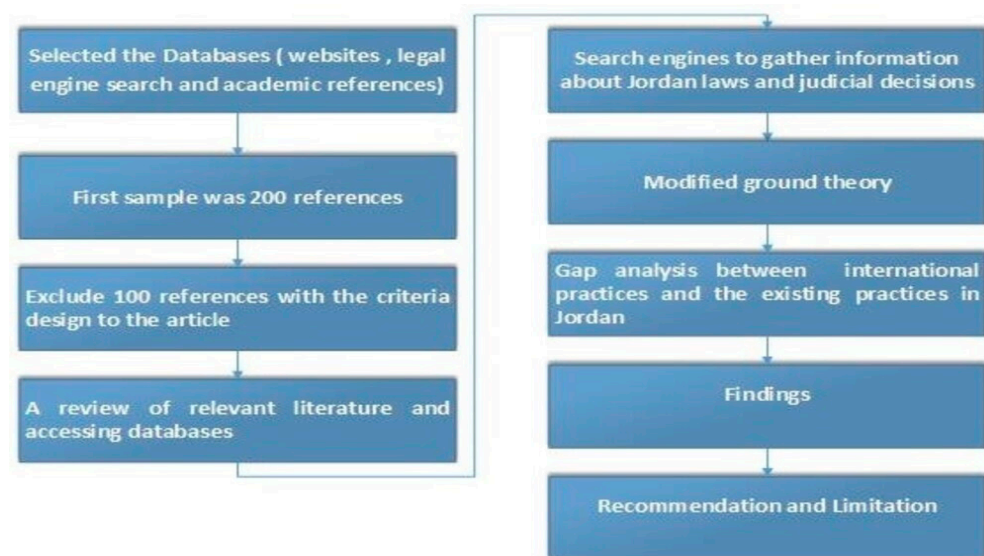 Selected the Databases ( websites , legal
engine search and academic references)
First sample was 200 references
Exclude 100 references with the criteria
design to the article
A review of relevant literature and
accessing databases
Search engines to gather information
about Jordan laws and judicial decisions
Modified ground theory
Gap analysis between international
practices and the existing practices in
Jordan
Findings
Recommendation and Limitation